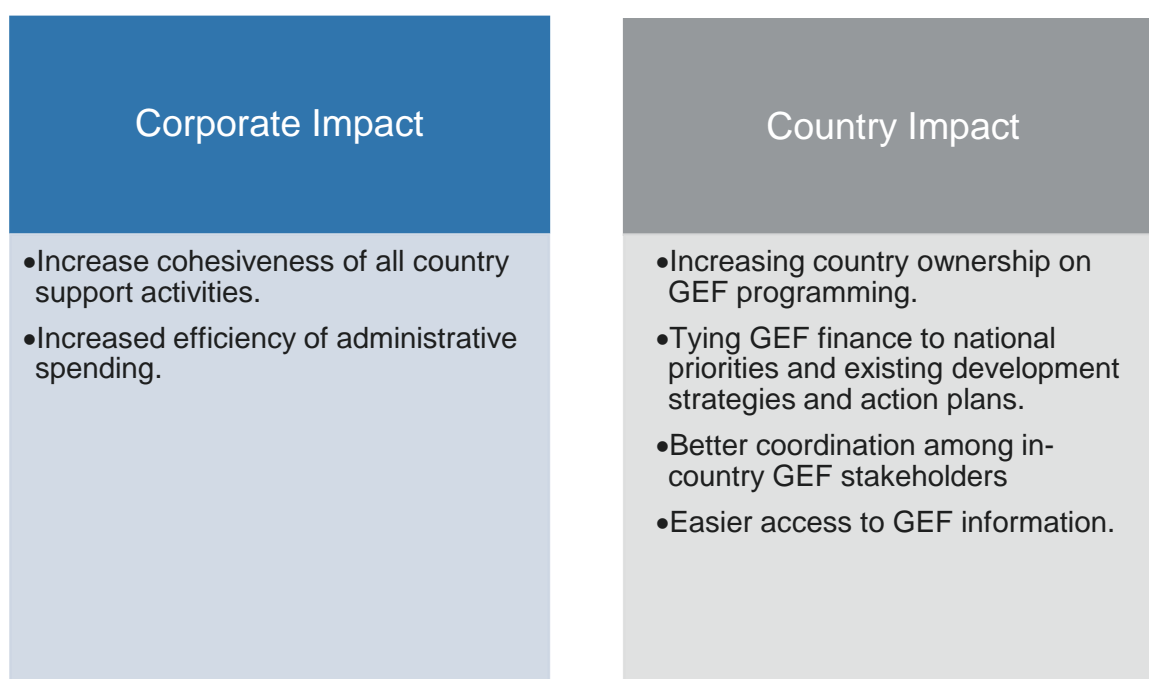 Corporate Impact
•Increase cohesiveness of all country
support activities.
•Increased efficiency of administrative
spending.
Country Impact
•Increasing country ownership on
GEF programming.
•Tying GEF finance to national
priorities and existing development
strategies and action plans.
•Better coordination among in-
country GEF stakeholders
•Easier access to GEF information.